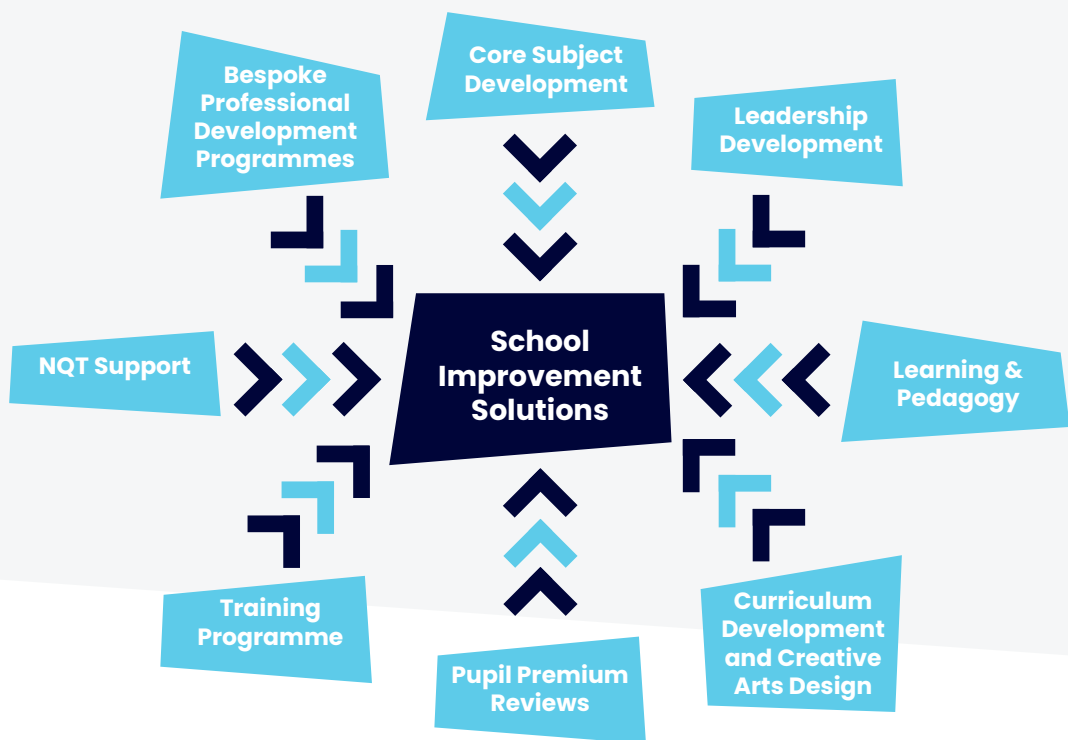 Bespoke
Professional
Development
Programmes
Core Subject
Development
Leadership
Development
NQT Support
School
Improvement
Solutions
Learning &
Pedagogy
Training
Programme
Pupil Premium
Reviews
Curriculum
Development
and Creative
Arts Design